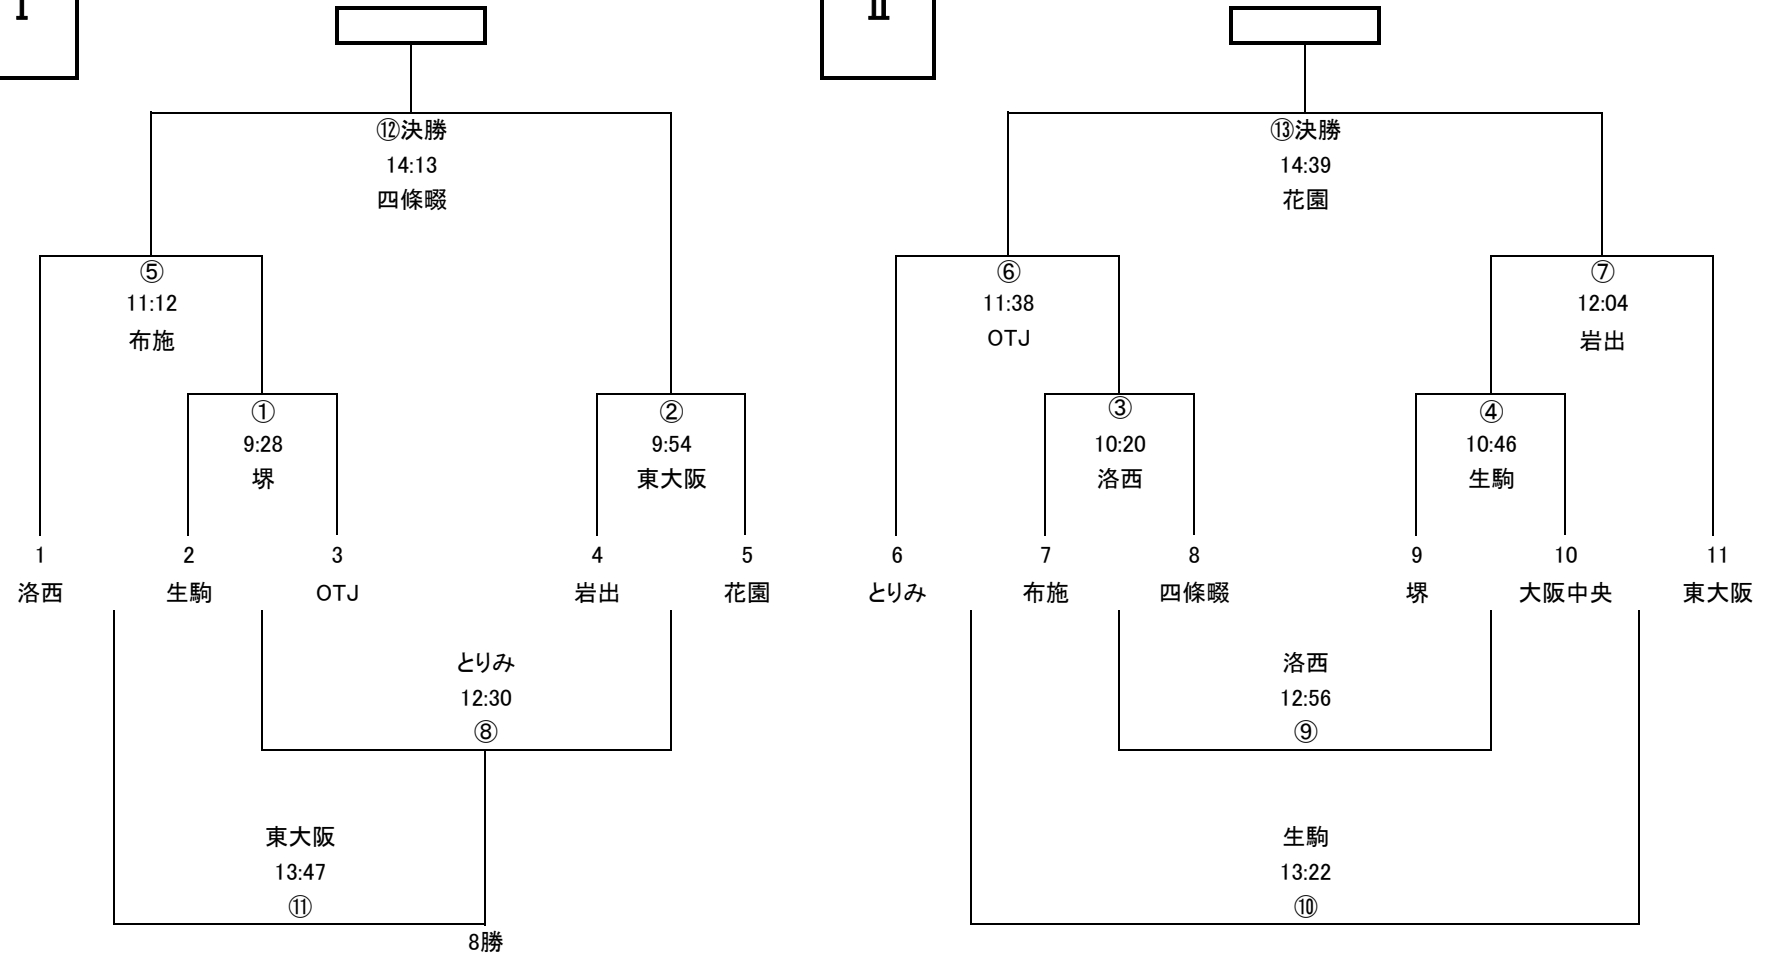 Ⅰ
⑫決勝
14:13
四條畷
⑤
11:12
布施
①
9:28
堺
②
9:54
東大阪
1 2 3 4 5
洛西 生駒 OTJ 岩出 花園
とりみ
12:30
⑧
東大阪
13:47
⑪
8勝
Ⅱ
⑬決勝
14:39
花園
⑥
11:38
OTJ
⑦
12:04
岩出
③
10:20
洛西
④
10:46
生駒
6 7 8 9 10 11
とりみ 布施 四條畷 堺 大阪中央 東大阪
洛西
12:56
⑨
生駒
13:22
⑩